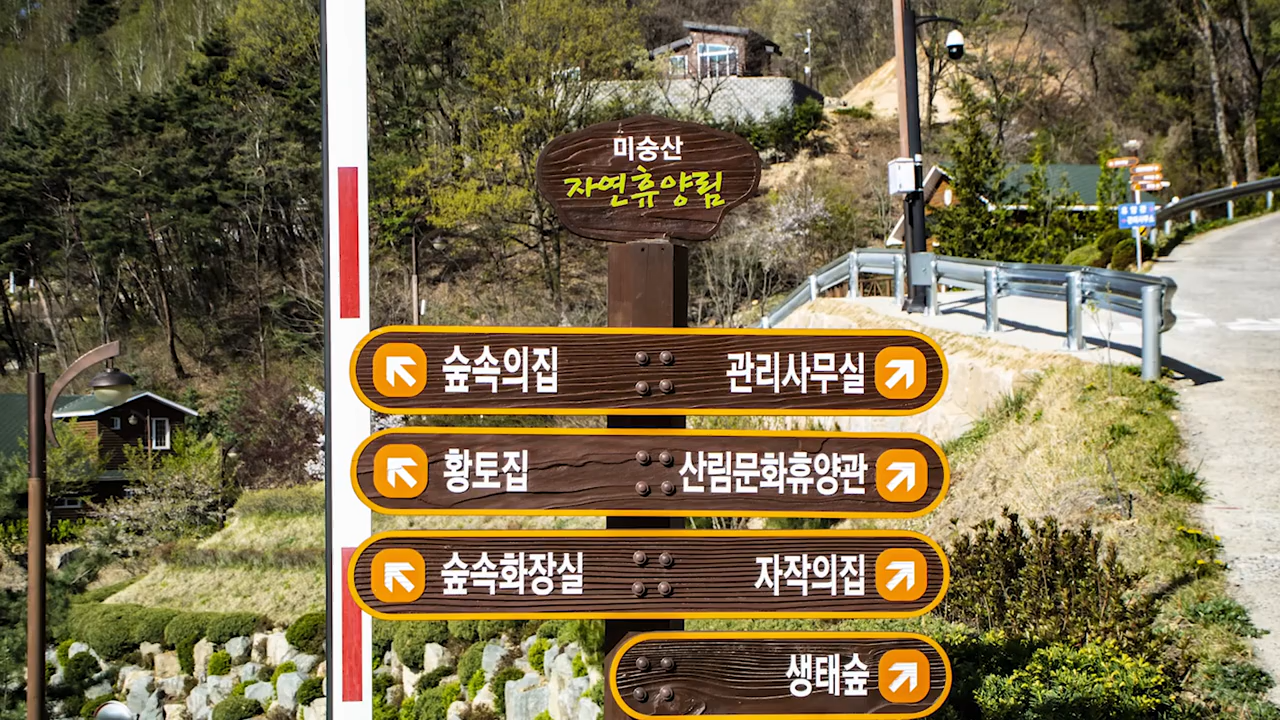 미숭산
자연휴양림
숲속의집 관리사무실
황토집 산림문화휴양관
숲속화장실 자작의집
생태숲